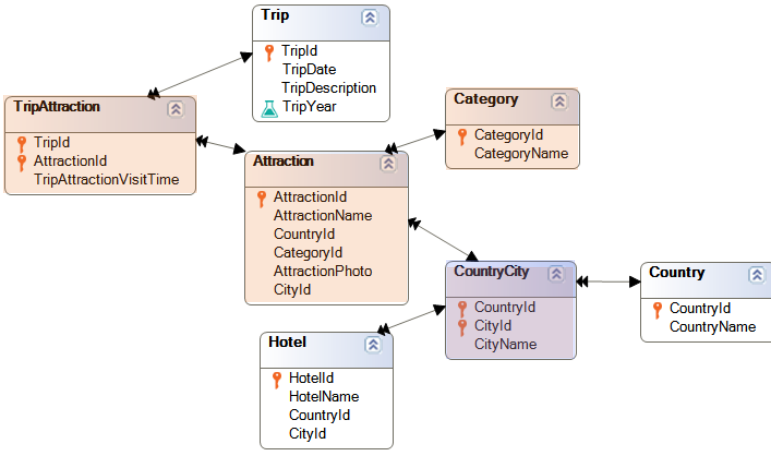 Trip
TripId
TripDate
TripDescription
TripYear
TripAttraction
TripId
AttractionId
TripAttractionVisitTime
Category
CategoryId
CategoryName
Attraction
AttractionId
AttractionName
CountryId
CategoryId
AttractionPhoto
CityId
CountryCity
CountryId
CityId
CityName
Country
CountryId
CountryName
Hotel
HotelId
HotelName
CountryId
CityId